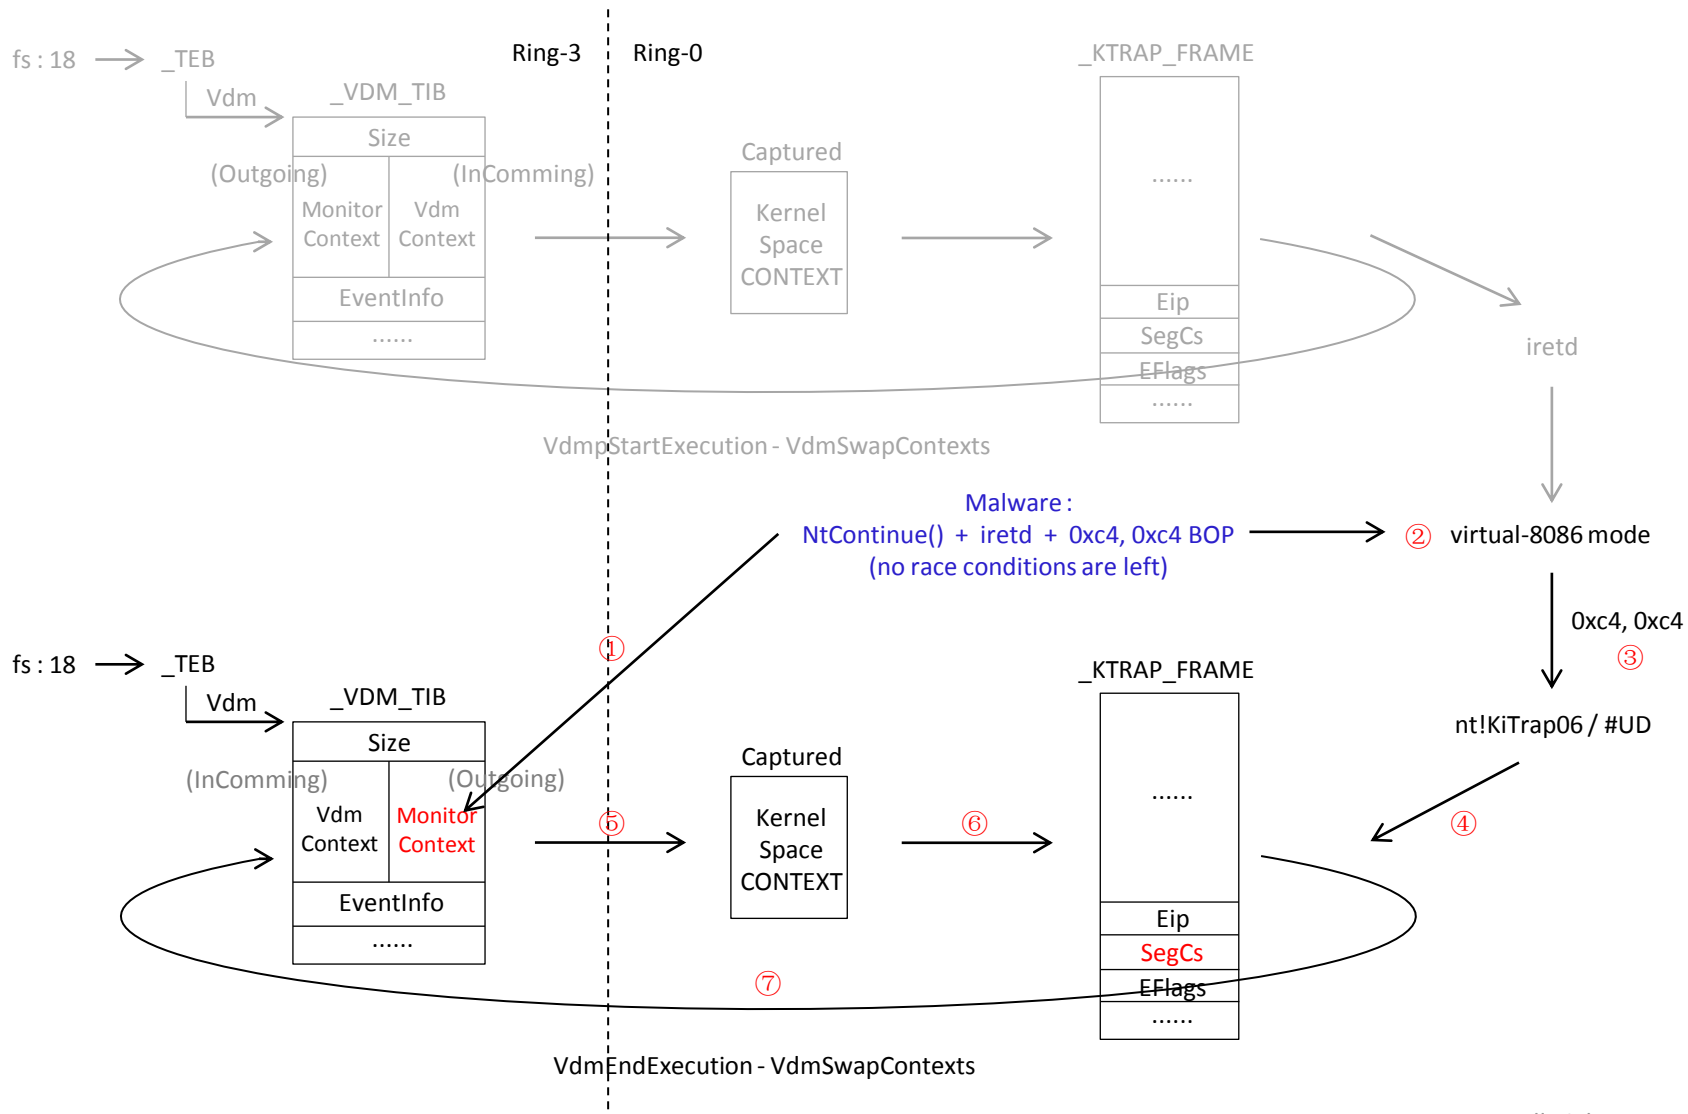 Ring-3
Ring-0
fs : 18
_TEB
_KTRAP_FRAME
Vdm
_VDM_TIB
Size
(Outgoing)
(InComming)
Captured
......
Monitor
Context
Vdm
Context
Kernel
Space
CONTEXT
EventInfo
......
Eip
SegCs
EFlags
......
iretd
VdmpStartExecution - VdmSwapContexts
Malware :
NtContinue() + iretd + 0xc4, 0xc4 BOP
(no race conditions are left)
② virtual-8086 mode
0xc4, 0xc4
③
①
fs : 18
_TEB
_KTRAP_FRAME
Vdm
_VDM_TIB
nt!KiTrap06 / #UD
Size
(InComming)
(Outgoing)
Captured
......
Vdm
Context
Monitor
Context
⑤
Kernel
Space
CONTEXT
⑥
④
EventInfo
......
Eip
SegCs
EFlags
......
⑦
VdmEndExecution - VdmSwapContexts